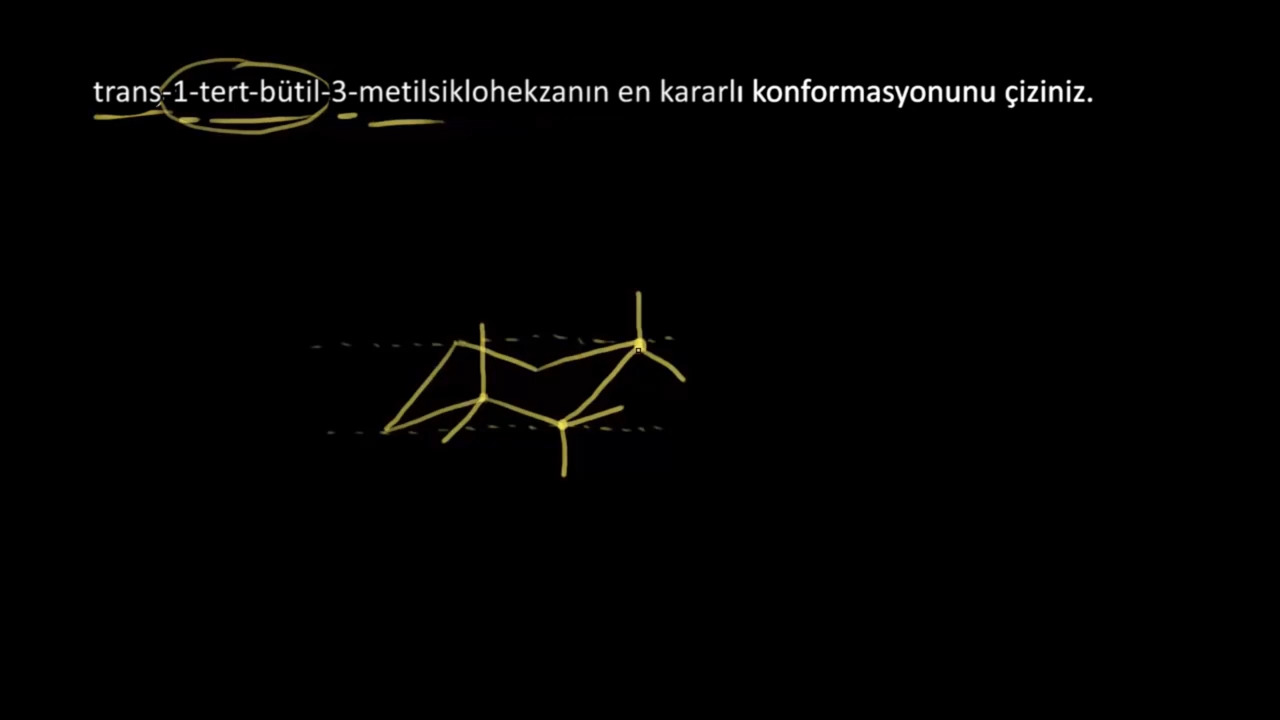 trans-1-tert-bütil-3-metilsiklohekzanın en kararlı konformasyonunu çiziniz.